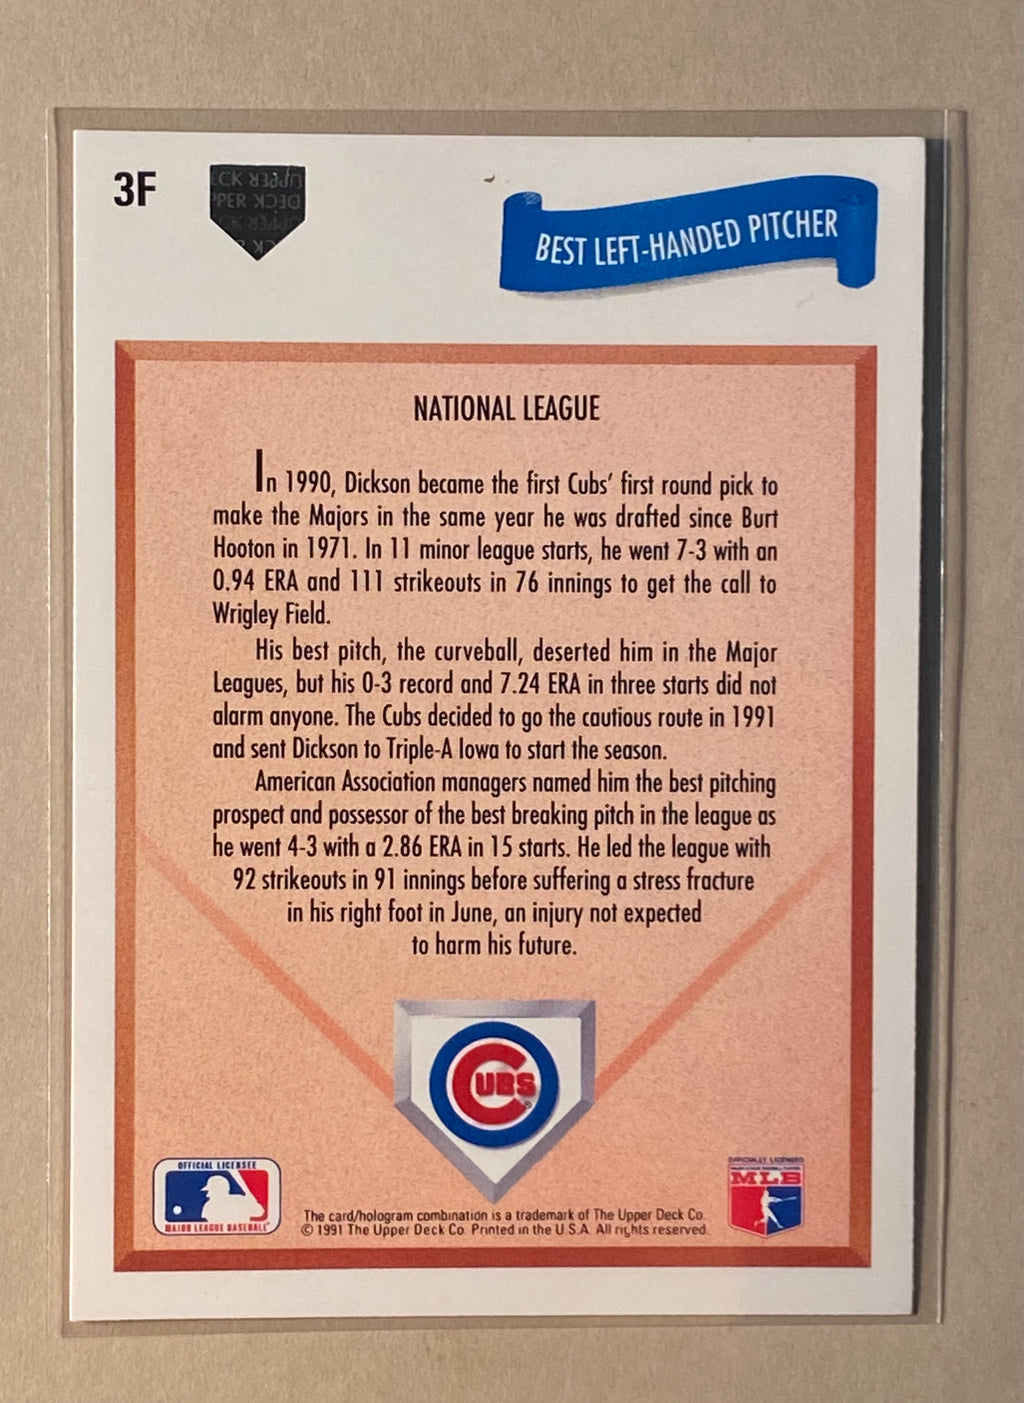 3F
BEST LEFT-HANDED PITCHER
NATIONAL LEAGUE
In 1990, Dickson became the first Cubs' first round pick to
make the Majors in the same year he was drafted since Burt
Hooton in 1971. In 11 minor league starts, he went 7-3 with an
0.94 ERA and 111 strikeouts in 76 innings to get the call to
Wrigley Field.
His best pitch, the curveball, deserted him in the Major
Leagues, but his 0-3 record and 7.24 ERA in three starts did not
alarm anyone. The Cubs decided to go the cautious route in 1991
and sent Dickson to Triple-A Iowa to start the season.
American Association managers named him the best pitching
prospect and possessor of the best breaking pitch in the league as
he went 4-3 with a 2.86 ERA in 15 starts. He led the league with
92 strikeouts in 91 innings before suffering a stress fracture
in his right foot in June, an injury not expected
to harm his future.
CUBS
OFFICIAL LICENSEE
MAJOR LEAGUE BASEBALL
The card/hologram combination is a trademark of The Upper Deck Co.
© 1991 The Upper Deck Co. Printed in the U.S.A. All rights reserved.
OFFICIALLY LICENSED
MLB